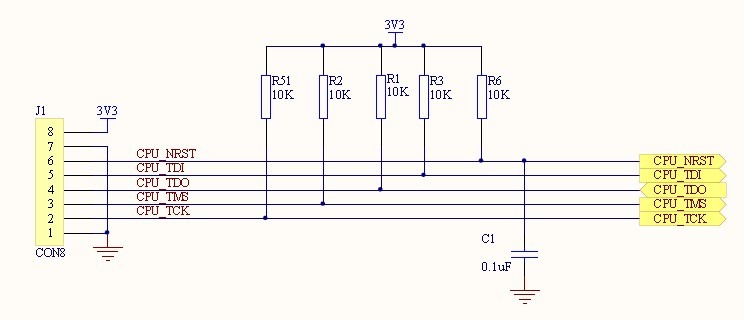 3V3
R51
10K
R2
10K
R1
10K
R3
10K
R6
10K
J1
3V3
8
7
6
5
4
3
2
1
CON8
CPU_NRST
CPU_TDI
CPU_TDO
CPU_TMS
CPU_TCK
CPU_NRST
CPU_TDI
CPU_TDO
CPU_TMS
CPU_TCK
C1
0.1uF